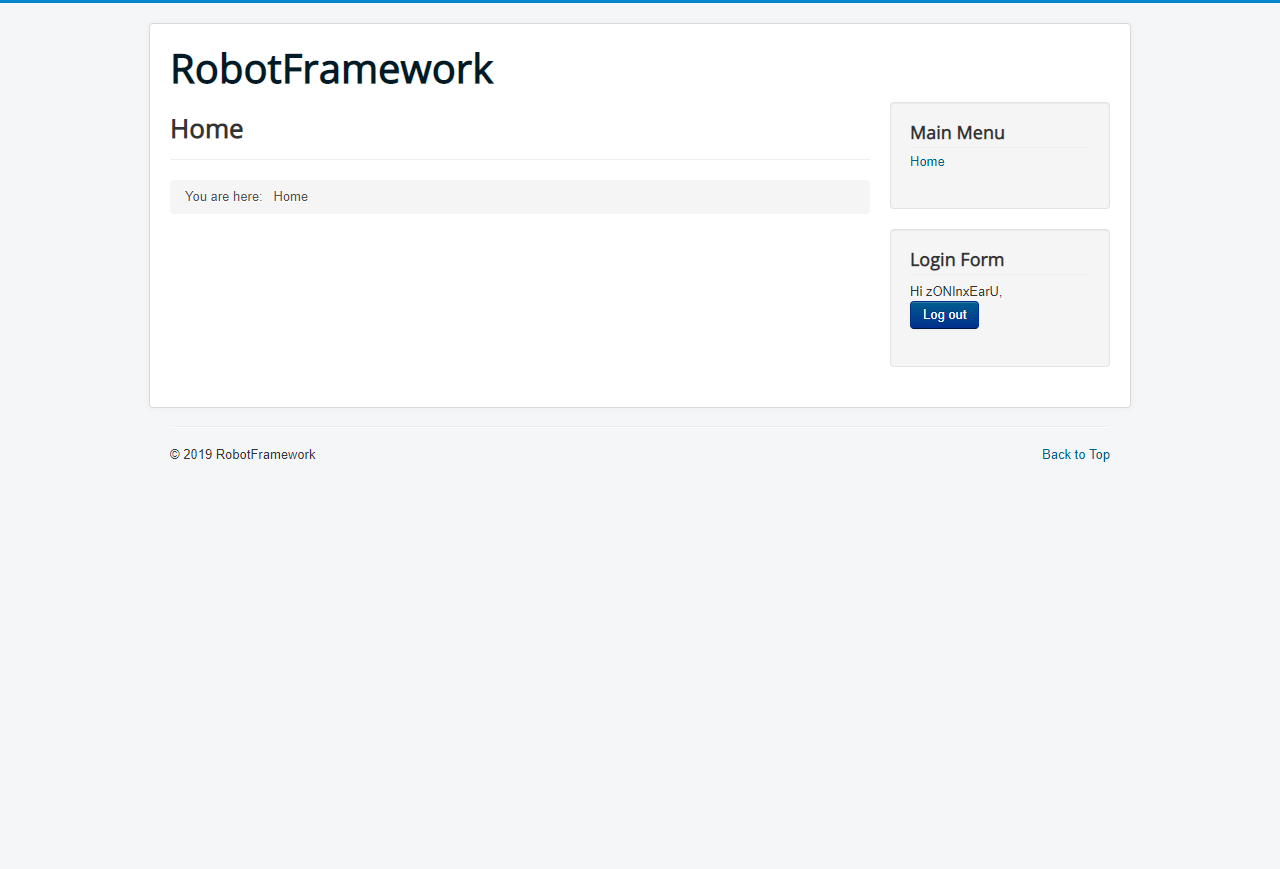 RobotFramework
Home
You are here: Home
Main Menu
Home
Login Form
Hi zONInxEarU,
Log out
© 2019 RobotFramework
Back to Top